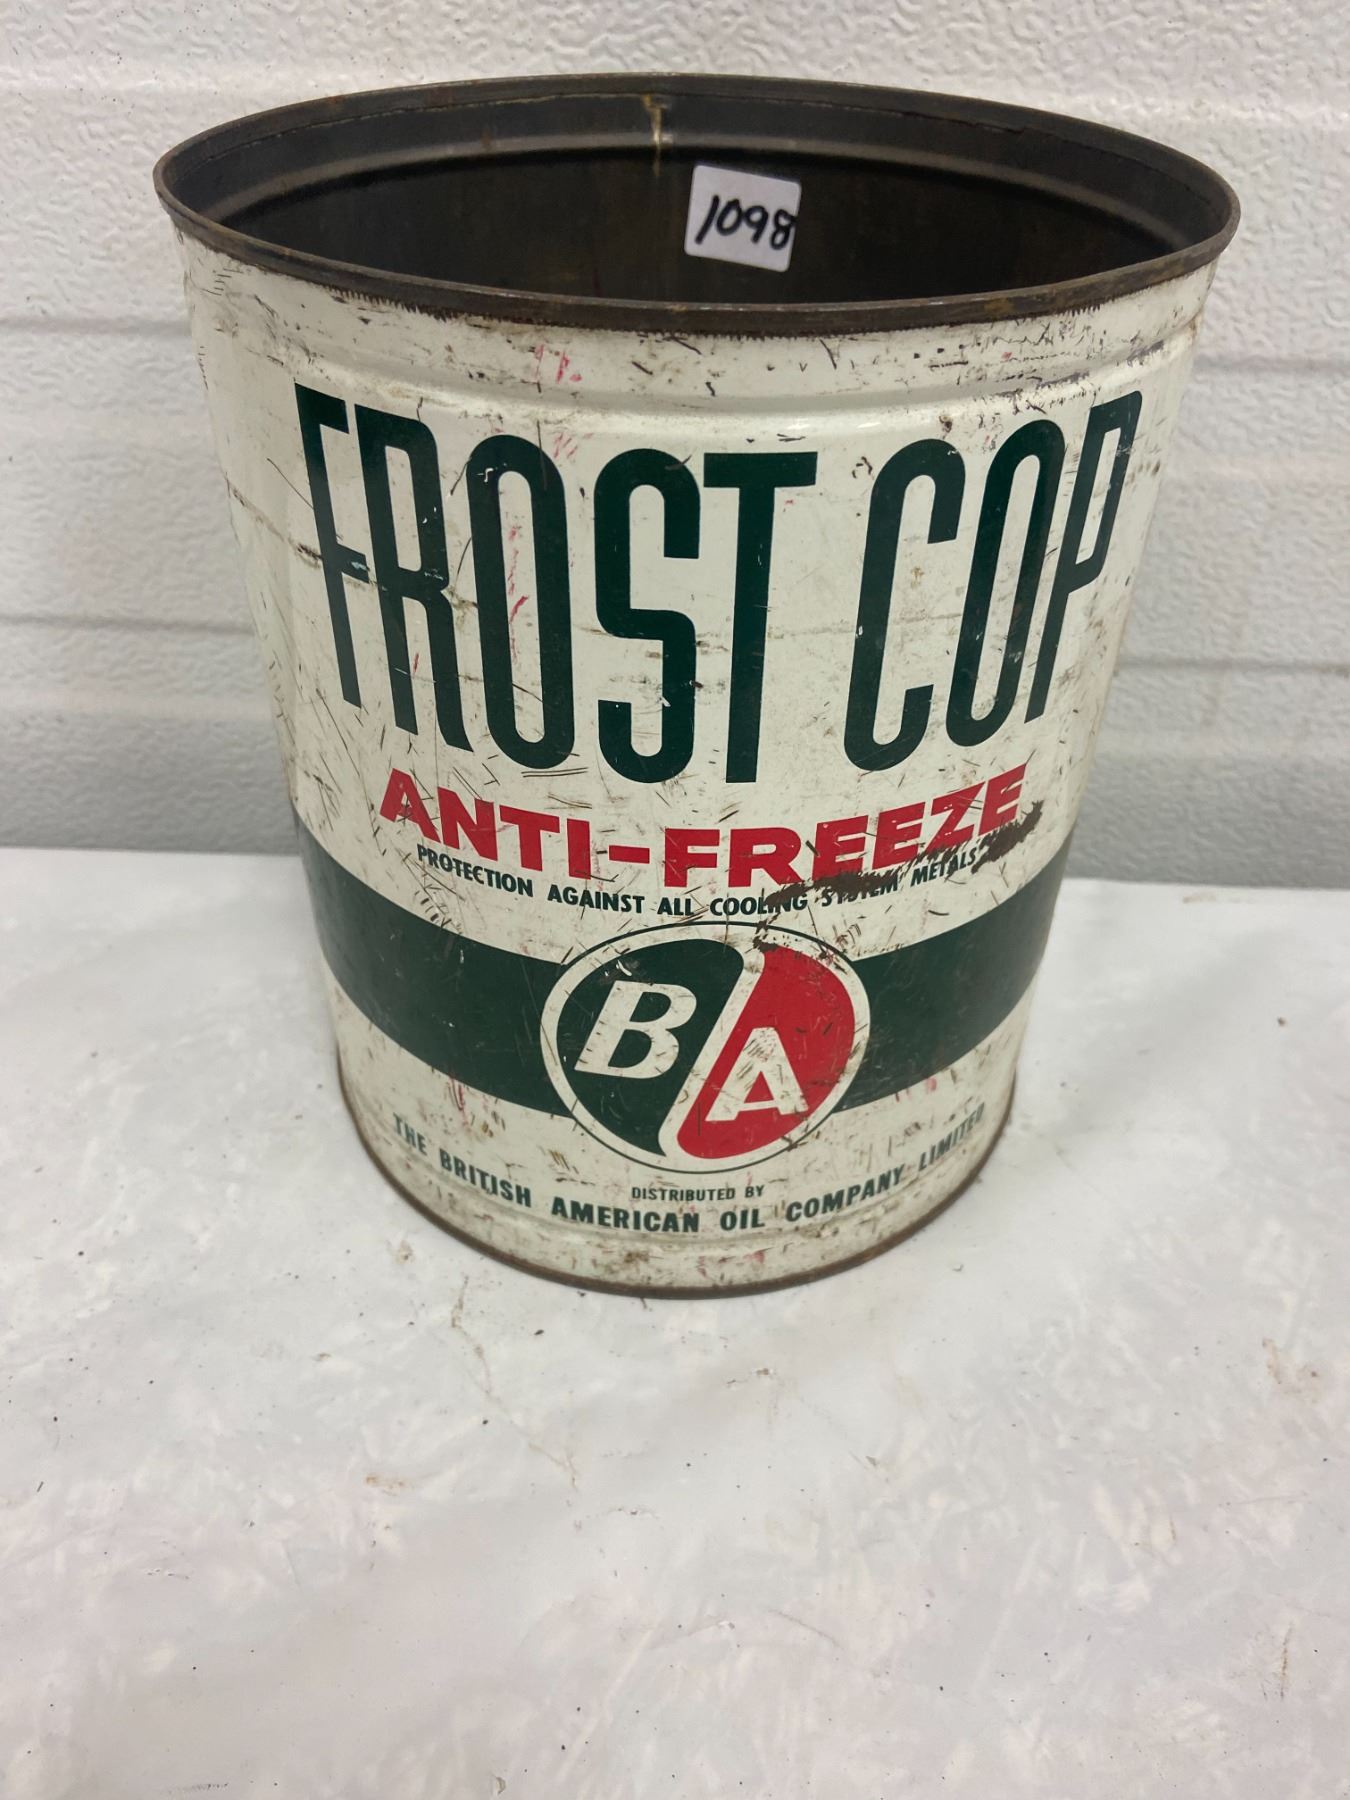 1098
FROST COP
ANTI-FREEZE
PROTECTION AGAINST ALL COOLING SYSTEM METALS
B A
DISTRIBUTED BY
THE BRITISH AMERICAN OIL COMPANY LIMITED